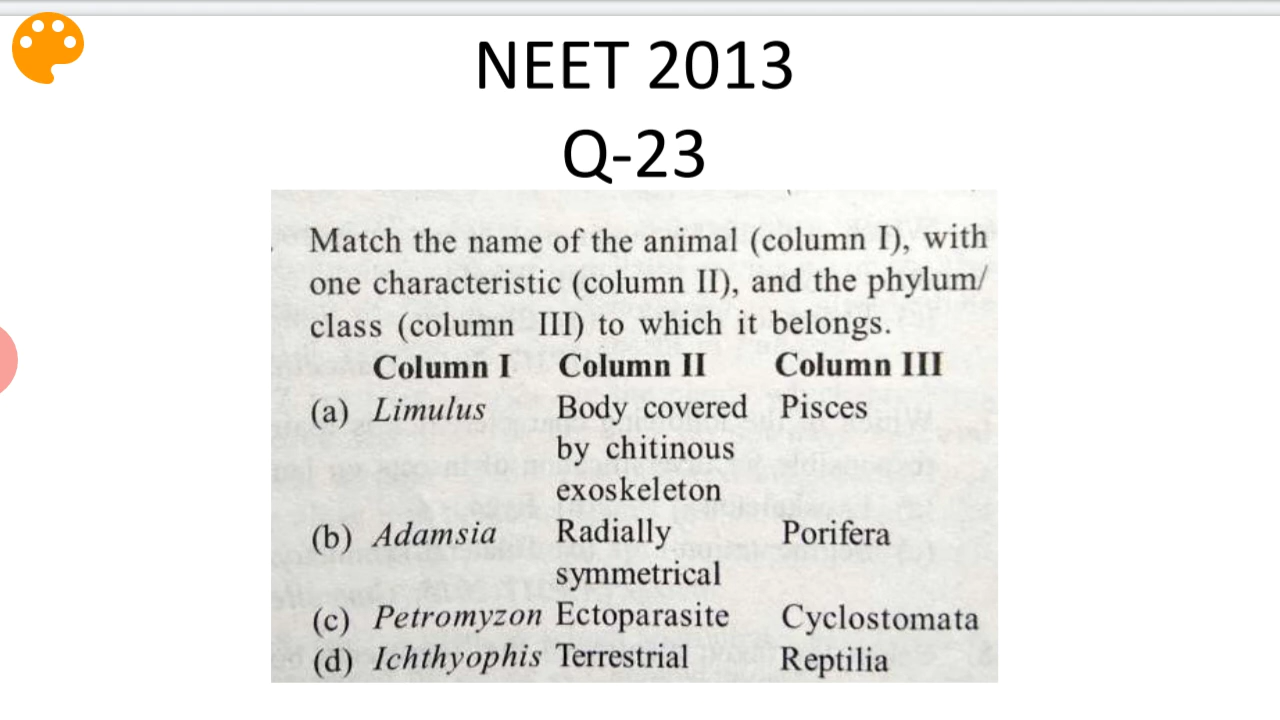 NEET 2013
Q-23
Match the name of the animal (column I), with
one characteristic (column II), and the phylum/
class (column III) to which it belongs.
Column I Column II Column III
(a) Limulus Body covered Pisces
by chitinous
exoskeleton
(b) Adamsia Radially Porifera
symmetrical
(c) Petromyzon Ectoparasite Cyclostomata
(d) Ichthyophis Terrestrial Reptilia